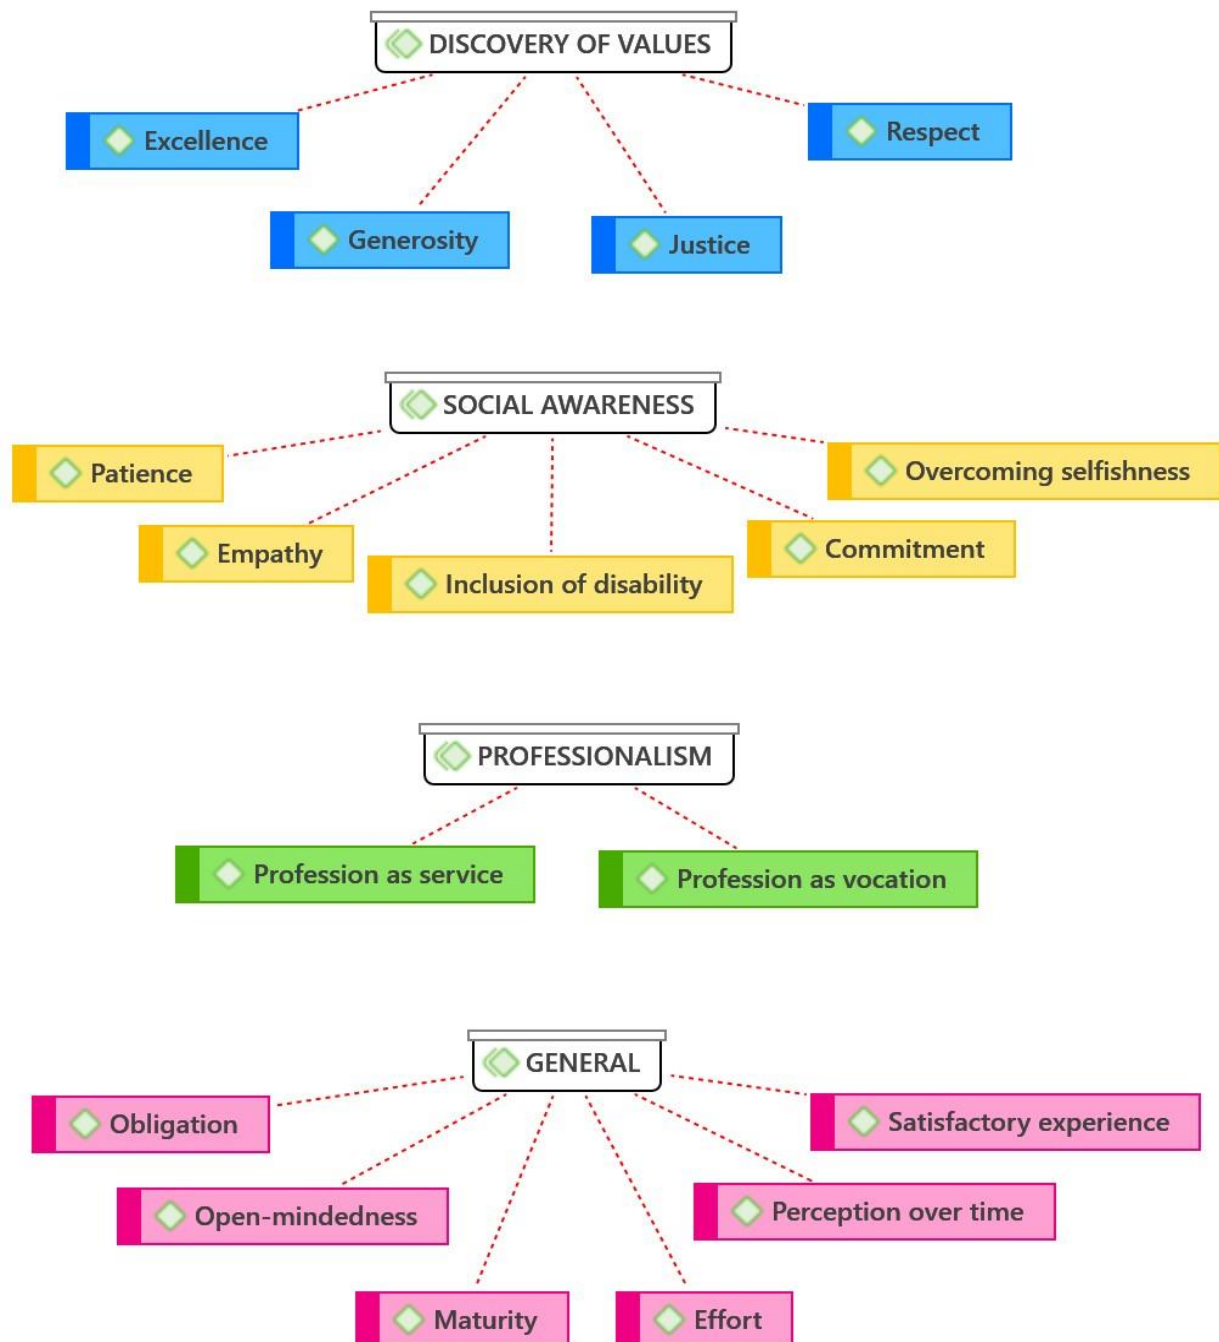 DISCOVERY OF VALUES
Excellence
Respect
Generosity
Justice
SOCIAL AWARENESS
Patience
Overcoming selfishness
Empathy
Commitment
Inclusion of disability
PROFESSIONALISM
Profession as service
Profession as vocation
GENERAL
Obligation
Satisfactory experience
Open-mindedness
Perception over time
Maturity
Effort